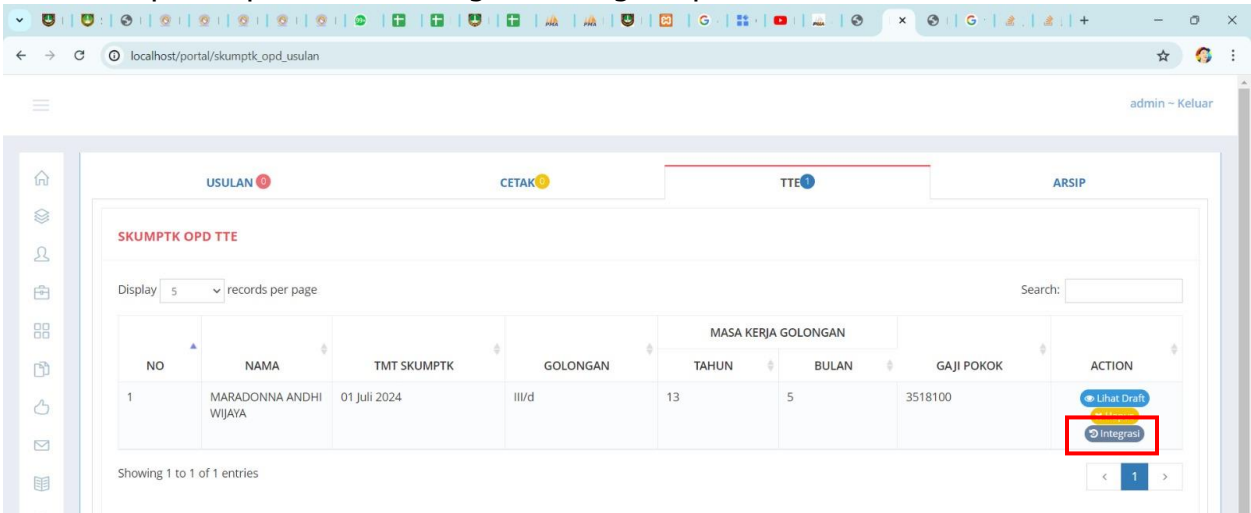 localhost/portal/skumptk_opd_usulan
admin ~ Keluar
USULAN 0
CETAK 0
TTE 1
ARSIP
SKUMPTK OPD TTE
Display 5 records per page
Search:
MASA KERJA GOLONGAN
NO NAMA TMT SKUMPTK GOLONGAN TAHUN BULAN GAJI POKOK ACTION
1 MARADONNA ANDHI WIJAYA 01 Juli 2024 III/d 13 5 3518100 Lihat Draft
Integrasi
Showing 1 to 1 of 1 entries
< 1 >